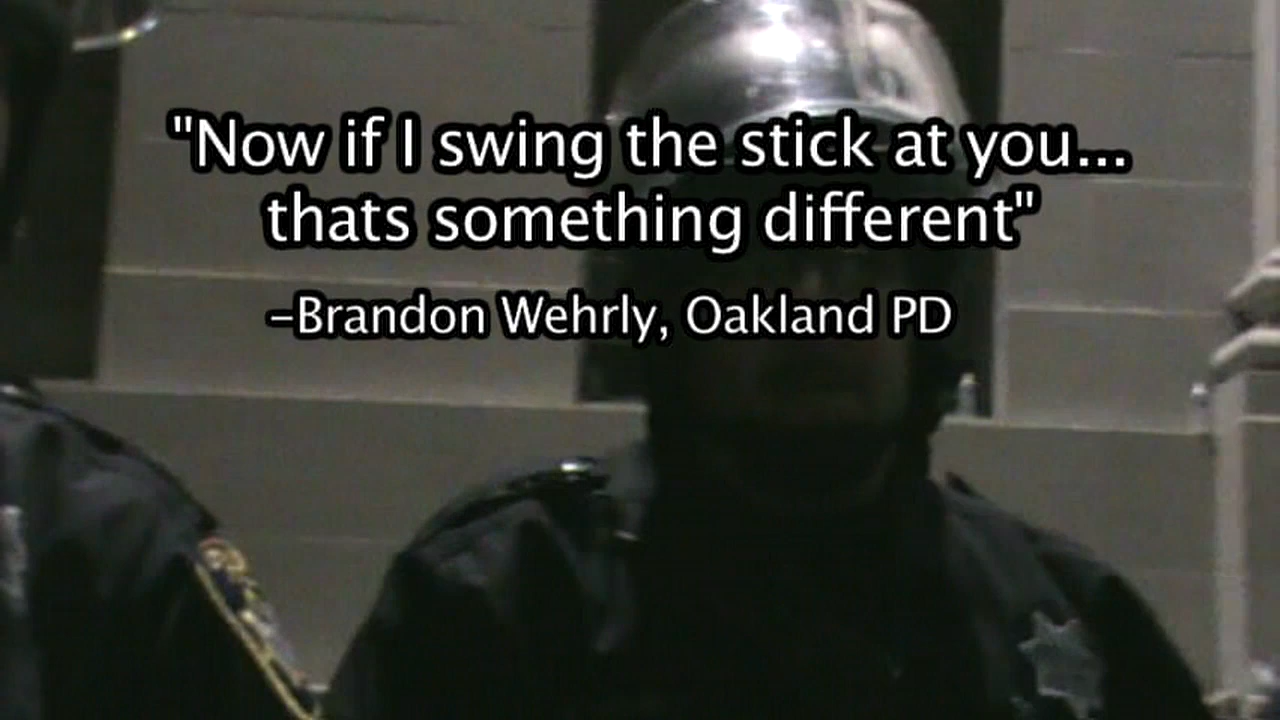 "Now if I swing the stick at you...
thats something different"
–Brandon Wehrly, Oakland PD